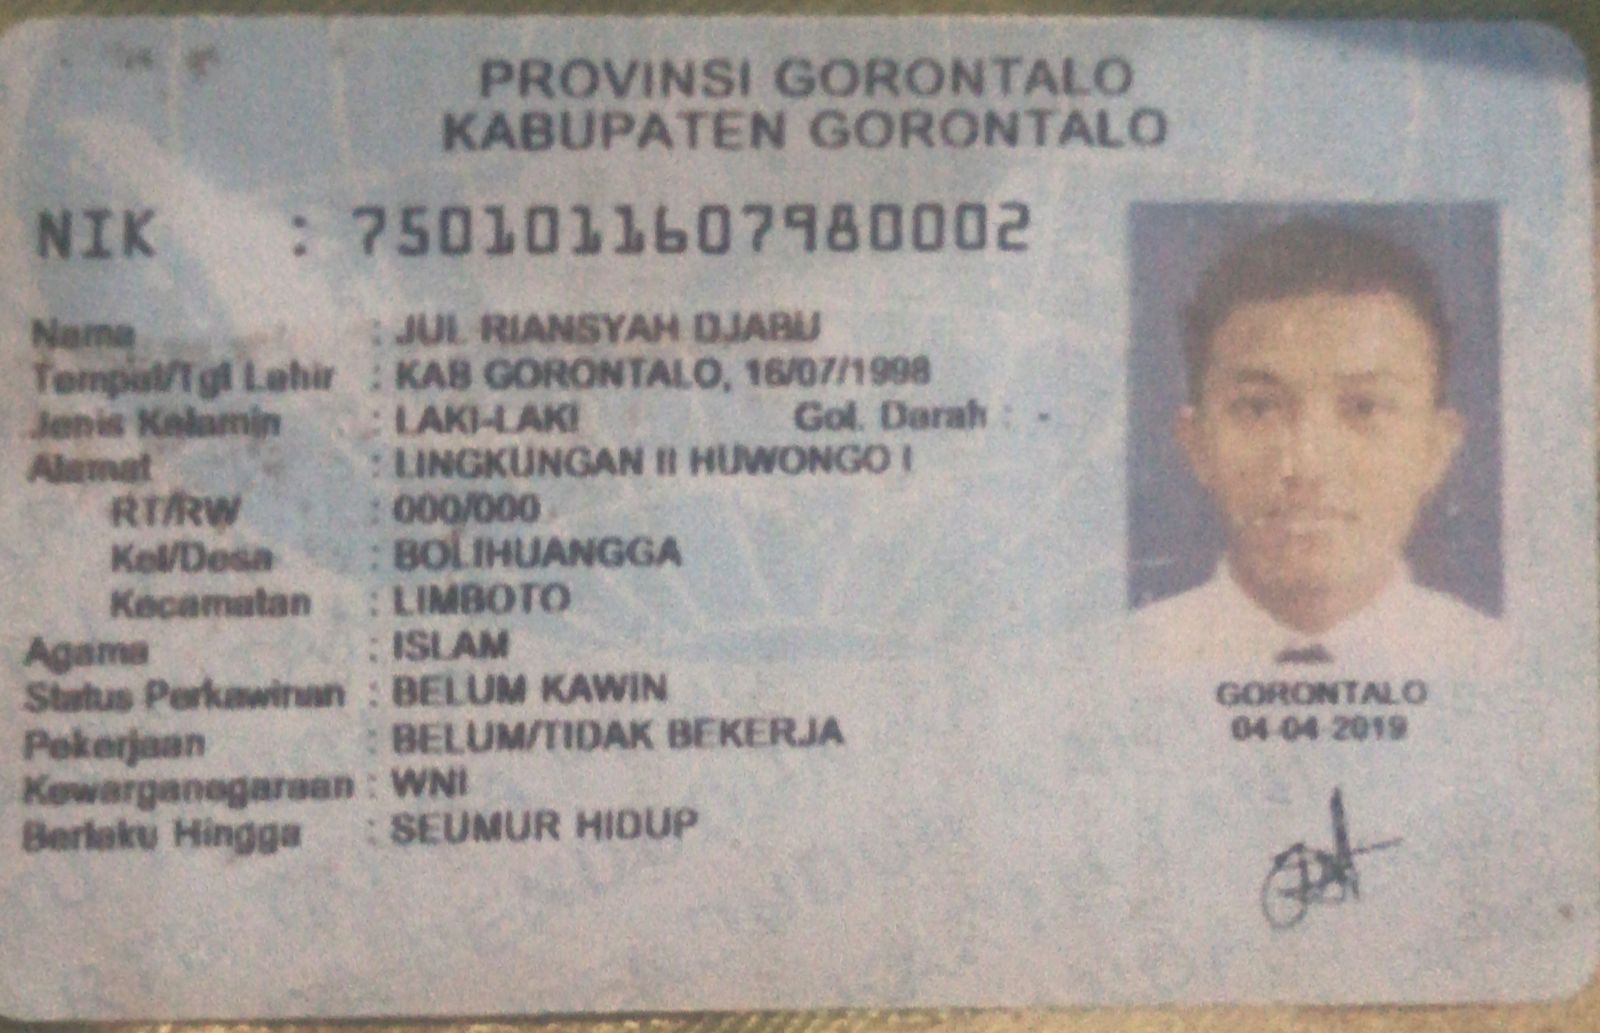 PROVINSI GORONTALO
KABUPATEN GORONTALO
NIK : 7501011607980002
Nama : JUL RIANSYAH DJABU
Tempat/Tgl Lahir : KAB GORONTALO, 16/07/1998
Jenis Kelamin : LAKI-LAKI Gol. Darah : -
Alamat : LINGKUNGAN II HUWONGO I
RT/RW : 000/000
Kel/Desa : BOLIHUANGGA
Kecamatan : LIMBOTO
Agama : ISLAM
Status Perkawinan : BELUM KAWIN
Pekerjaan : BELUM/TIDAK BEKERJA
Kewarganegaraan : WNI
Berlaku Hingga : SEUMUR HIDUP
GORONTALO
04-04-2019